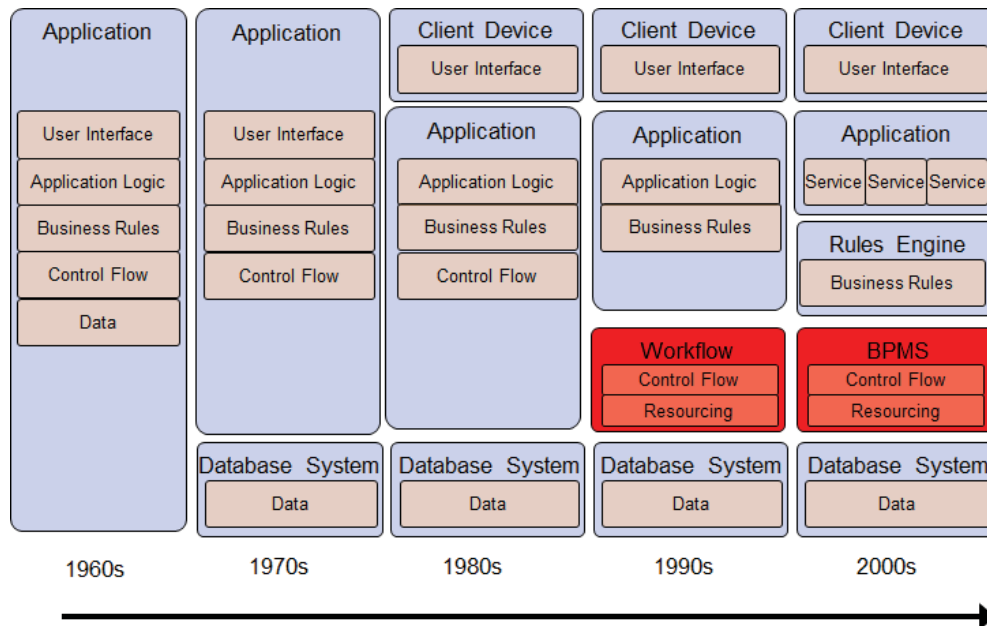 Application
User Interface
Application Logic
Business Rules
Control Flow
Data
1960s
Application
User Interface
Application Logic
Business Rules
Control Flow
Database System
Data
1970s
Client Device
User Interface
Application
Application Logic
Business Rules
Control Flow
Database System
Data
1980s
Client Device
User Interface
Application
Application Logic
Business Rules
Workflow
Control Flow
Resourcing
Database System
Data
1990s
Client Device
User Interface
Application
Service Service Service
Rules Engine
Business Rules
BPMS
Control Flow
Resourcing
Database System
Data
2000s